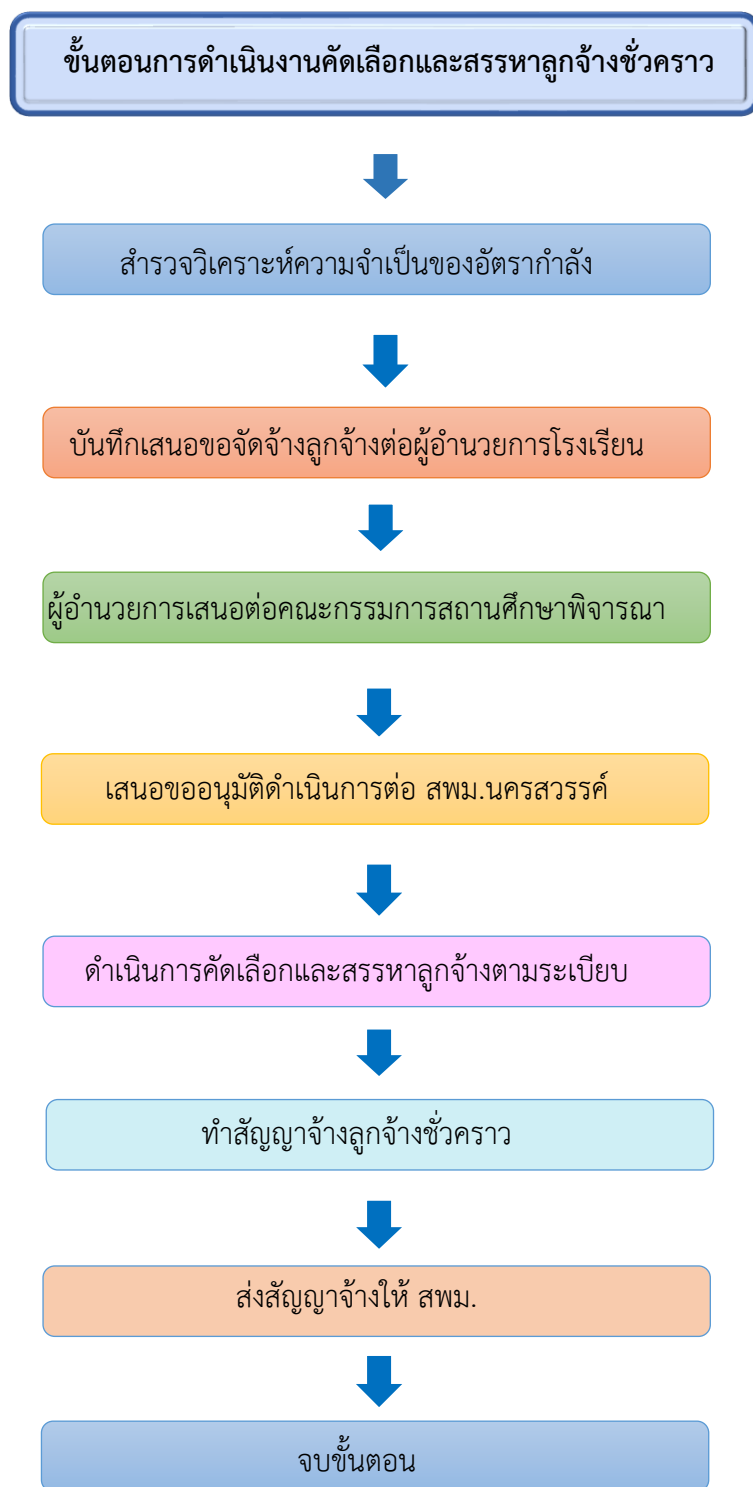 ขั้นตอนการดำเนินงานคัดเลือกและสรรหาลูกจ้างชั่วคราว
สำรวจวิเคราะห์ความจำเป็นของอัตรากำลัง
บันทึกเสนอขอจัดจ้างลูกจ้างต่อผู้อำนวยการโรงเรียน
ผู้อำนวยการเสนอต่อคณะกรรมการสถานศึกษาพิจารณา
เสนอขออนุมัติดำเนินการต่อ สพม.นครสวรรค์
ดำเนินการคัดเลือกและสรรหาลูกจ้างตามระเบียบ
ทำสัญญาจ้างลูกจ้างชั่วคราว
ส่งสัญญาจ้างให้ สพม.
จบขั้นตอน